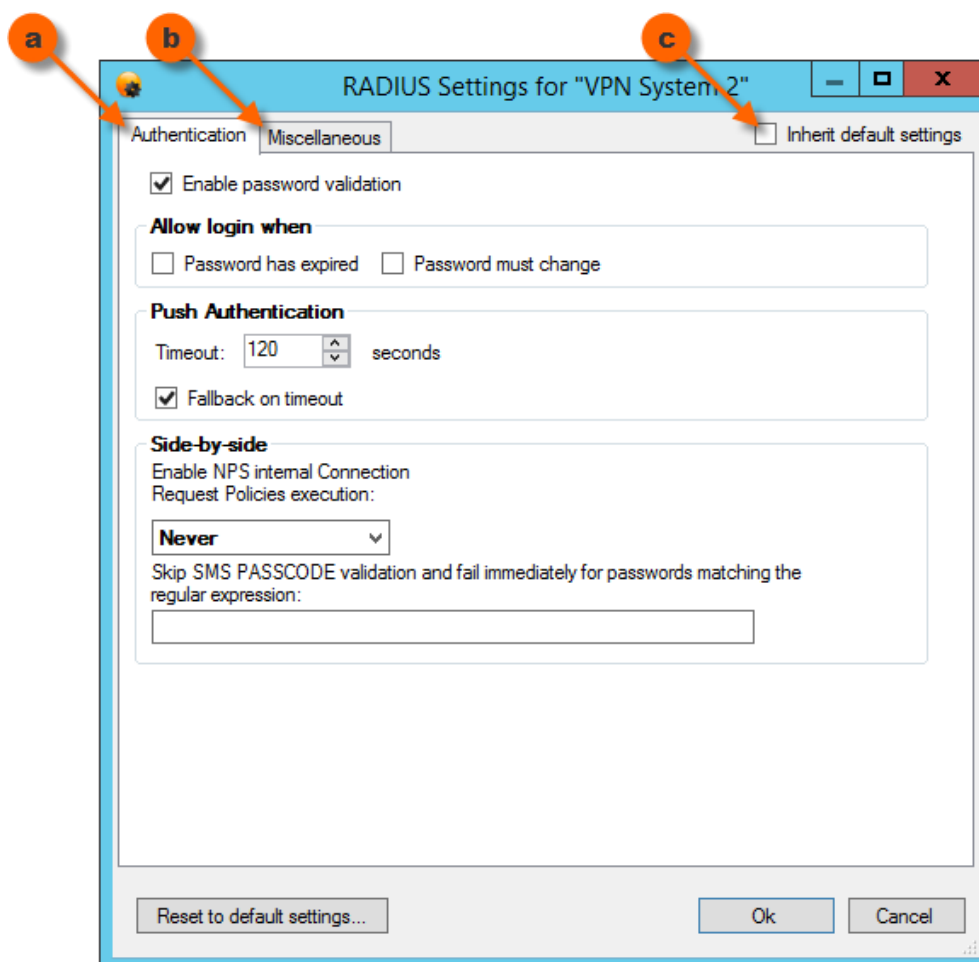 a
b
c
RADIUS Settings for "VPN System 2"
Authentication
Miscellaneous
Inherit default settings
Enable password validation
Allow login when
Password has expired
Password must change
Push Authentication
Timeout: 120 seconds
Fallback on timeout
Side-by-side
Enable NPS internal Connection
Request Policies execution:
Never
Skip SMS PASSCODE validation and fail immediately for passwords matching the
regular expression:
Reset to default settings...
Ok
Cancel